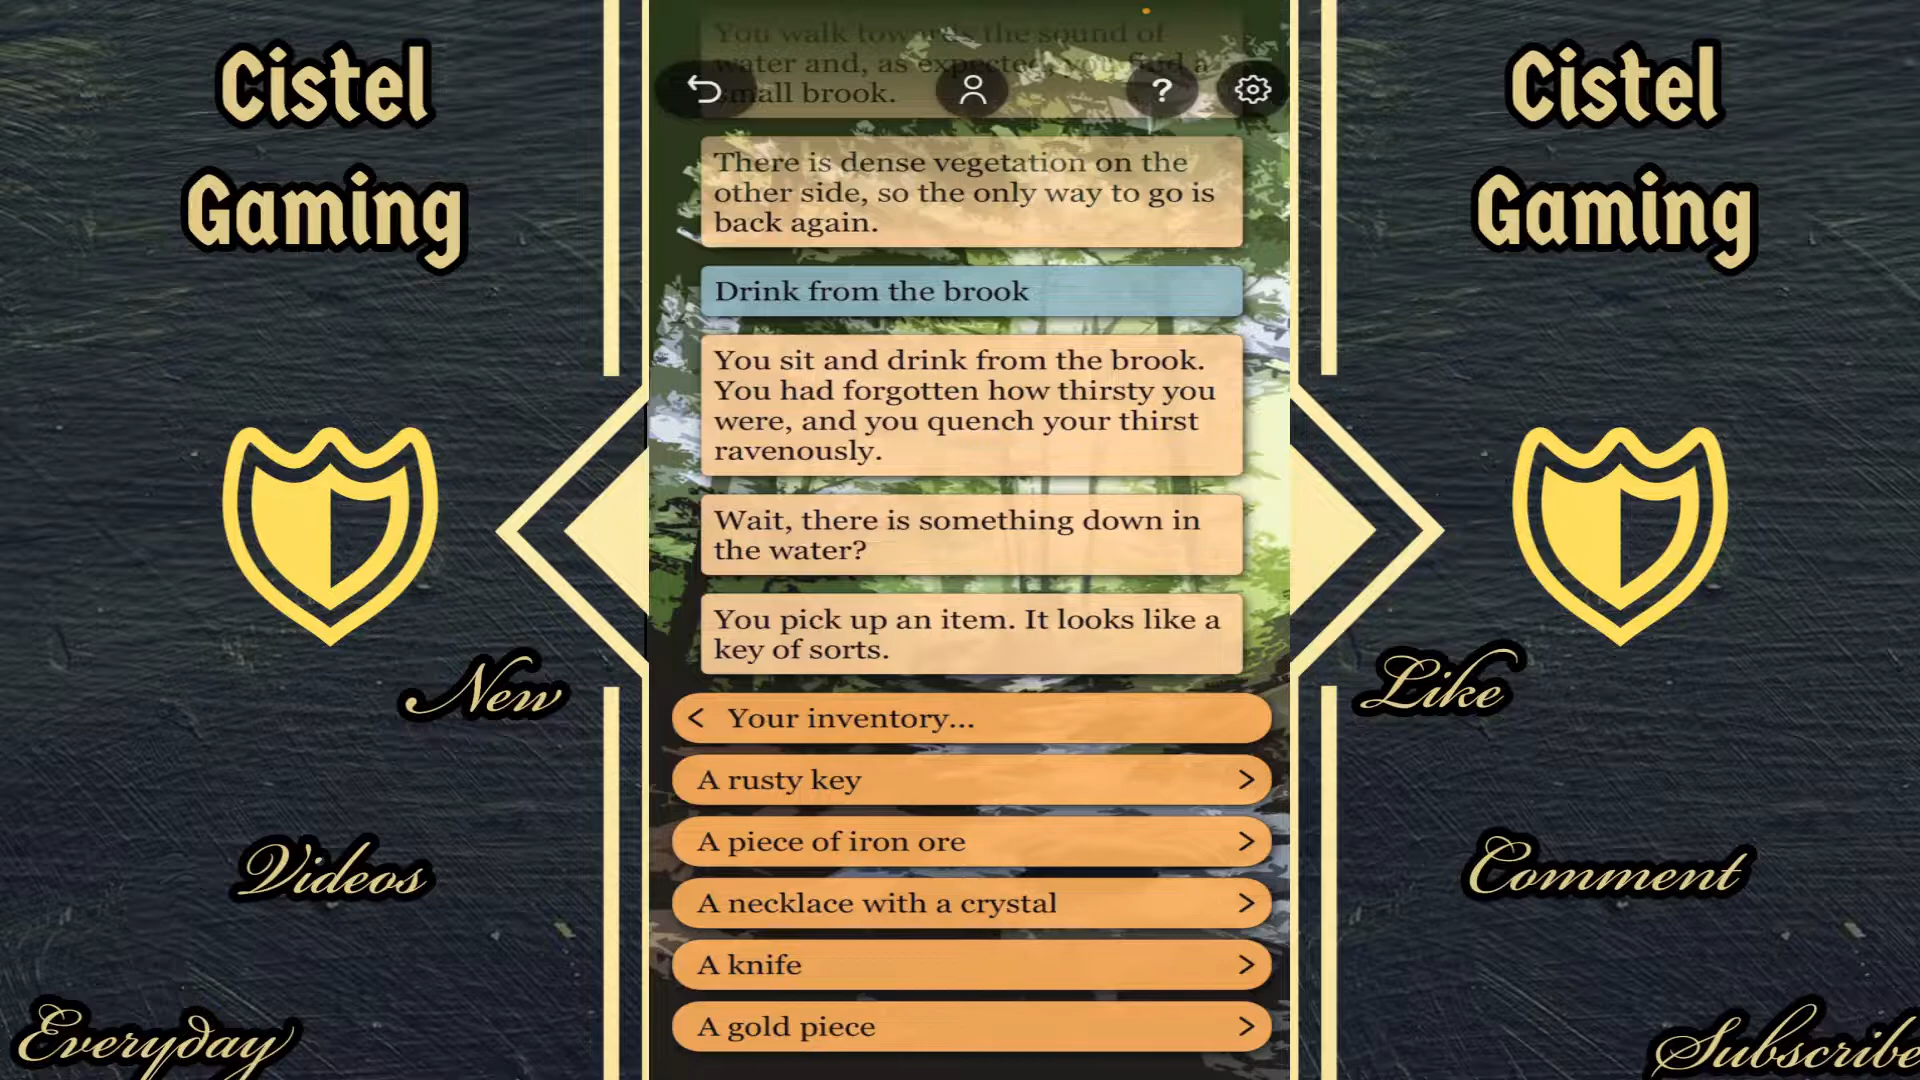 Cistel
Gaming
New
Videos
Everyday
You walk towards the sound of
water and, as expected, you find a
small brook.
?
There is dense vegetation on the
other side, so the only way to go is
back again.
Drink from the brook
You sit and drink from the brook.
You had forgotten how thirsty you
were, and you quench your thirst
ravenously.
Wait, there is something down in
the water?
You pick up an item. It looks like a
key of sorts.
< Your inventory...
A rusty key >
A piece of iron ore >
A necklace with a crystal >
A knife >
A gold piece >
Cistel
Gaming
Like
Comment
Subscribe